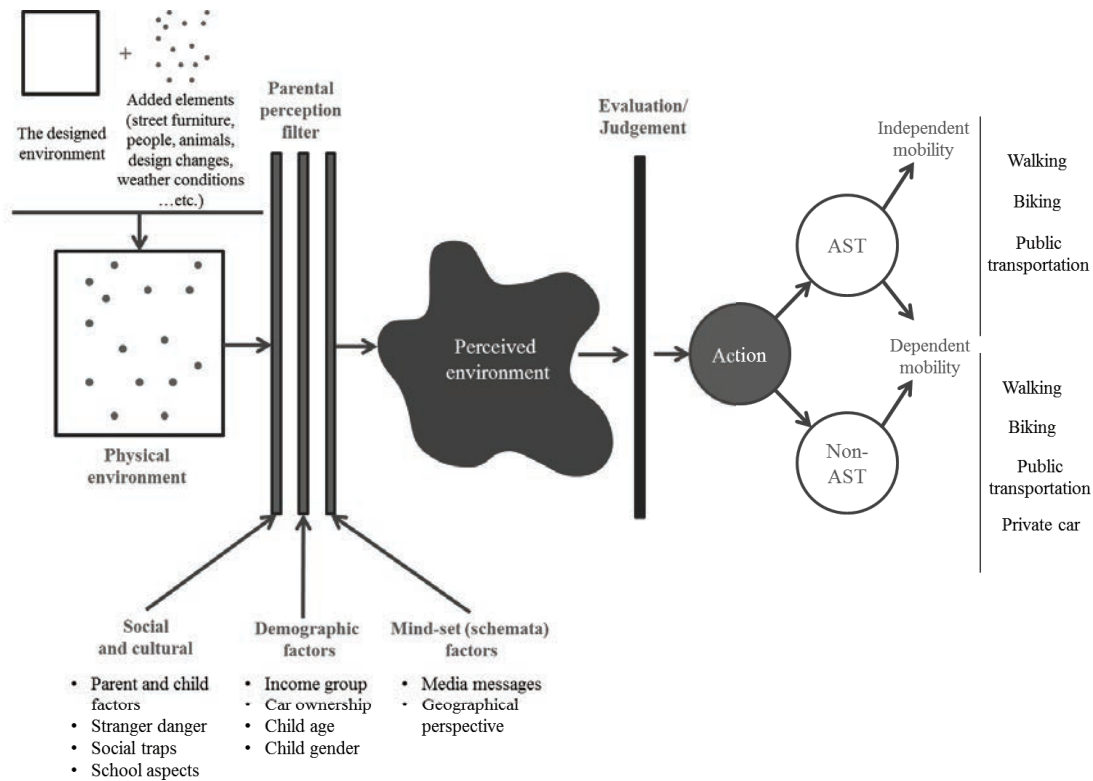 The designed
environment
+
Added elements
(street furniture,
people, animals,
design changes,
weather conditions
…etc.)
Parental
perception
filter
Evaluation/
Judgement
Physical
environment
Perceived
environment
Action
AST
Non-
AST
Independent
mobility
Dependent
mobility
Walking
Biking
Public
transportation
Walking
Biking
Public
transportation
Private car
Social
and cultural
• Parent and child
factors
• Stranger danger
• Social traps
• School aspects
Demographic
factors
• Income group
• Car ownership
• Child age
• Child gender
Mind-set (schemata)
factors
• Media messages
• Geographical
perspective